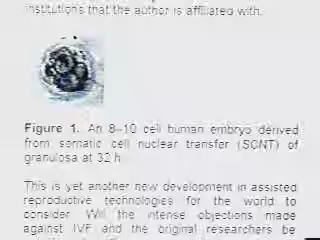 institutions that the author is affiliated with.
Figure 1. An 8–10 cell human embryo derived
from somatic cell nuclear transfer (SCNT) of
granulosa at 32 h
This is yet another new development in assisted
reproductive technologies for the world to
consider. Will the intense objections made
against IVF and the original researchers be